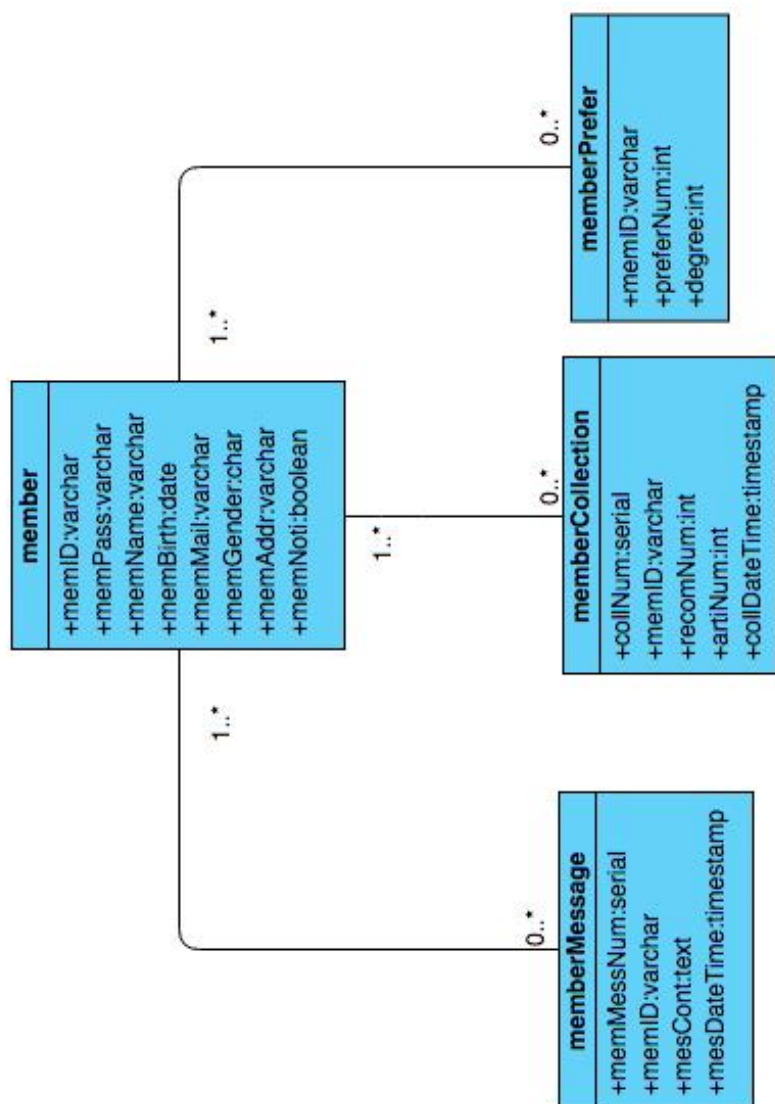 member
+memID:varchar
+memPass:varchar
+memName:varchar
+memBirth:date
+memMail:varchar
+memGender:char
+memAddr:varchar
+memNoti:boolean
1..*
1..*
1..*
0..*
0..*
0..*
memberMessage
+memMessNum:serial
+memID:varchar
+mesCont:text
+mesDateTime:timestamp
memberCollection
+collNum:serial
+memID:varchar
+recomNum:int
+artiNum:int
+collDateTime:timestamp
memberPrefer
+memID:varchar
+preferNum:int
+degree:int